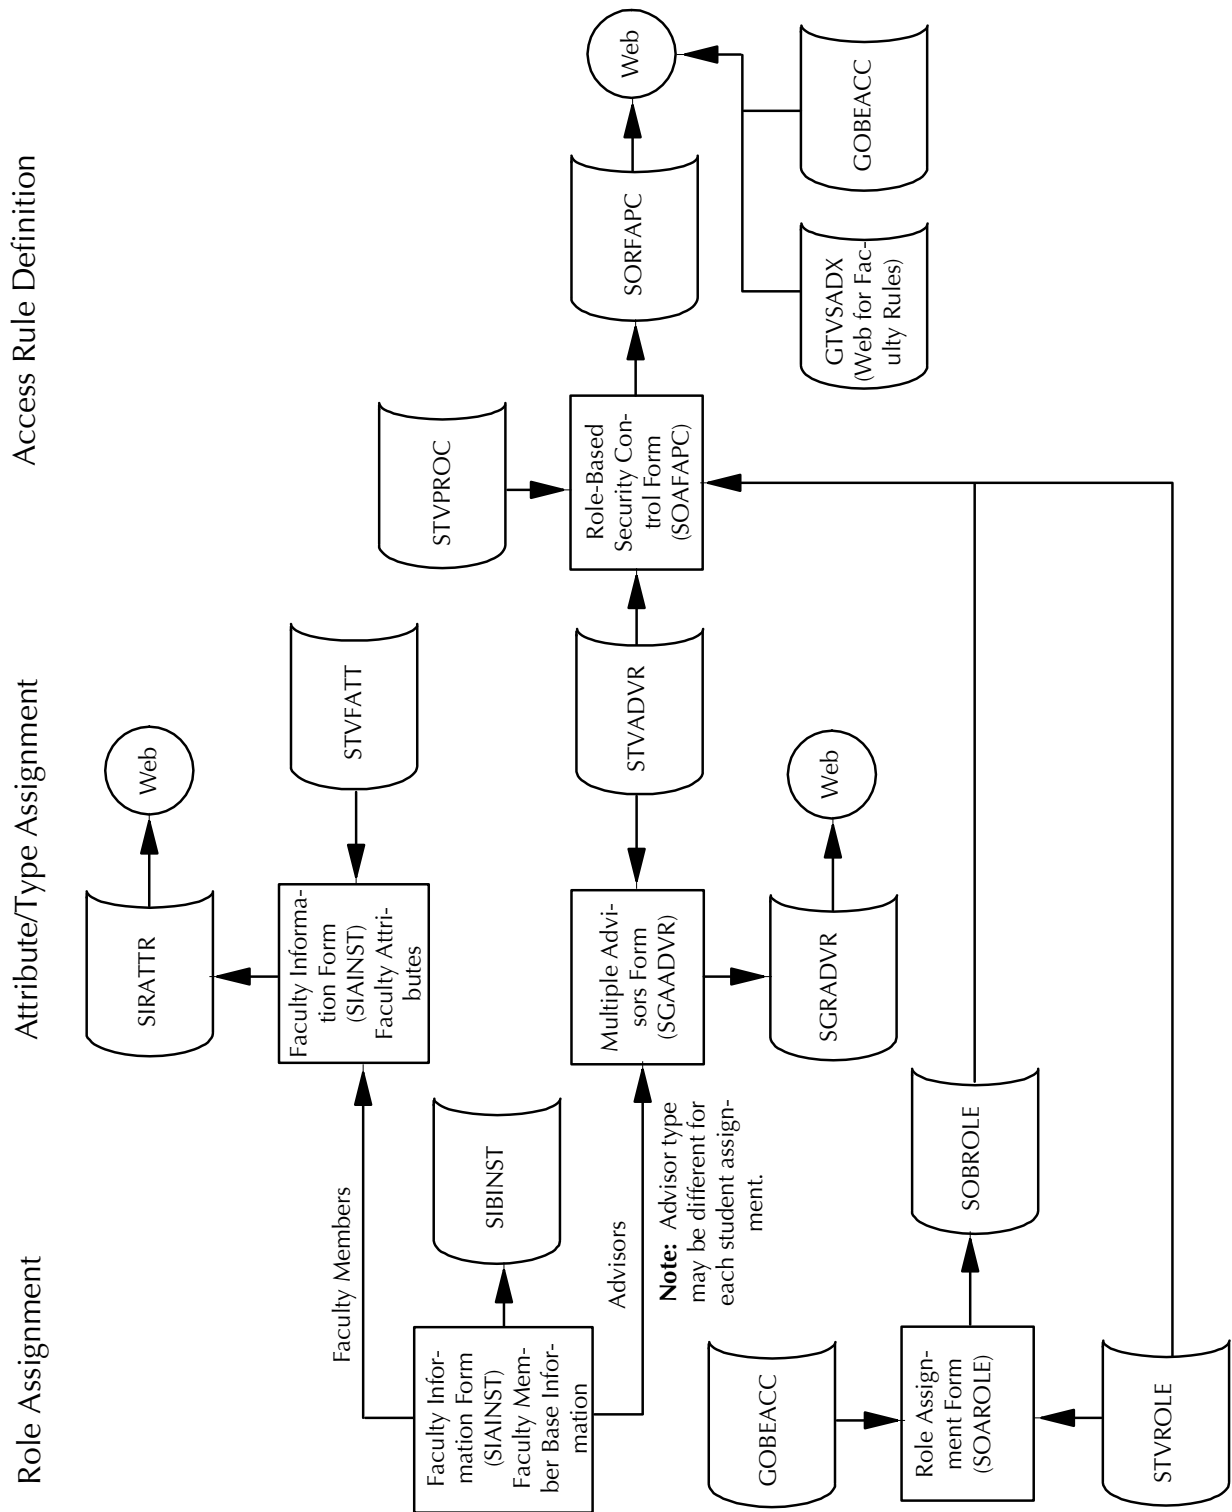 Role Assignment
Attribute/Type Assignment
Access Rule Definition
Faculty Infor-
mation Form
(SIAINST)
Faculty Mem-
ber Base Infor-
mation
Faculty Members
SIBINST
Advisors
Note: Advisor type
may be different for
each student assign-
ment.
GOBEACC
Role Assign-
ment Form
(SOAROLE)
STVROLE
SOBROLE
SIRATTR
Web
Faculty Informa-
tion Form
(SIAINST)
Faculty Attri-
butes
STVFATT
Multiple Advi-
sors Form
(SGAADVR)
STVADVR
SGRADVR
Web
STVPROC
Role-Based
Security Con-
trol Form
(SOAFAPC)
SORFAPC
Web
GTVSADX
(Web for Fac-
ulty Rules)
GOBEACC